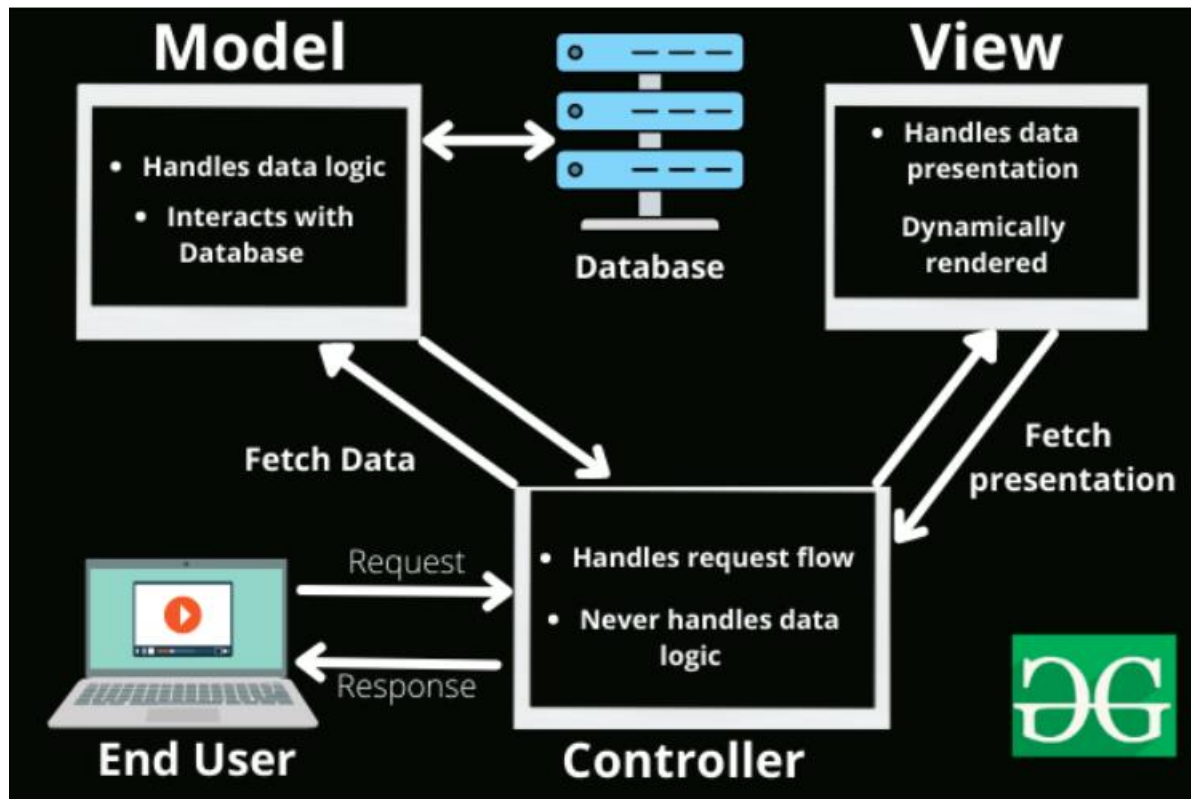 Model
• Handles data logic
• Interacts with
Database
Database
View
• Handles data
presentation
Dynamically
rendered
Fetch Data
Fetch
presentation
Request
Response
• Handles request flow
• Never handles data
logic
End User
Controller